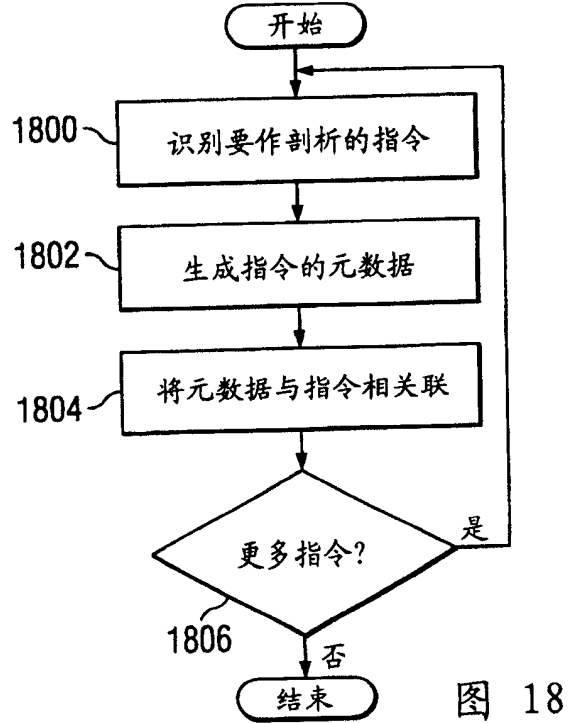 开始
1800
识别要作剖析的指令
1802
生成指令的元数据
1804
将元数据与指令相关联
更多指令?
是
1806
否
结束
图 18